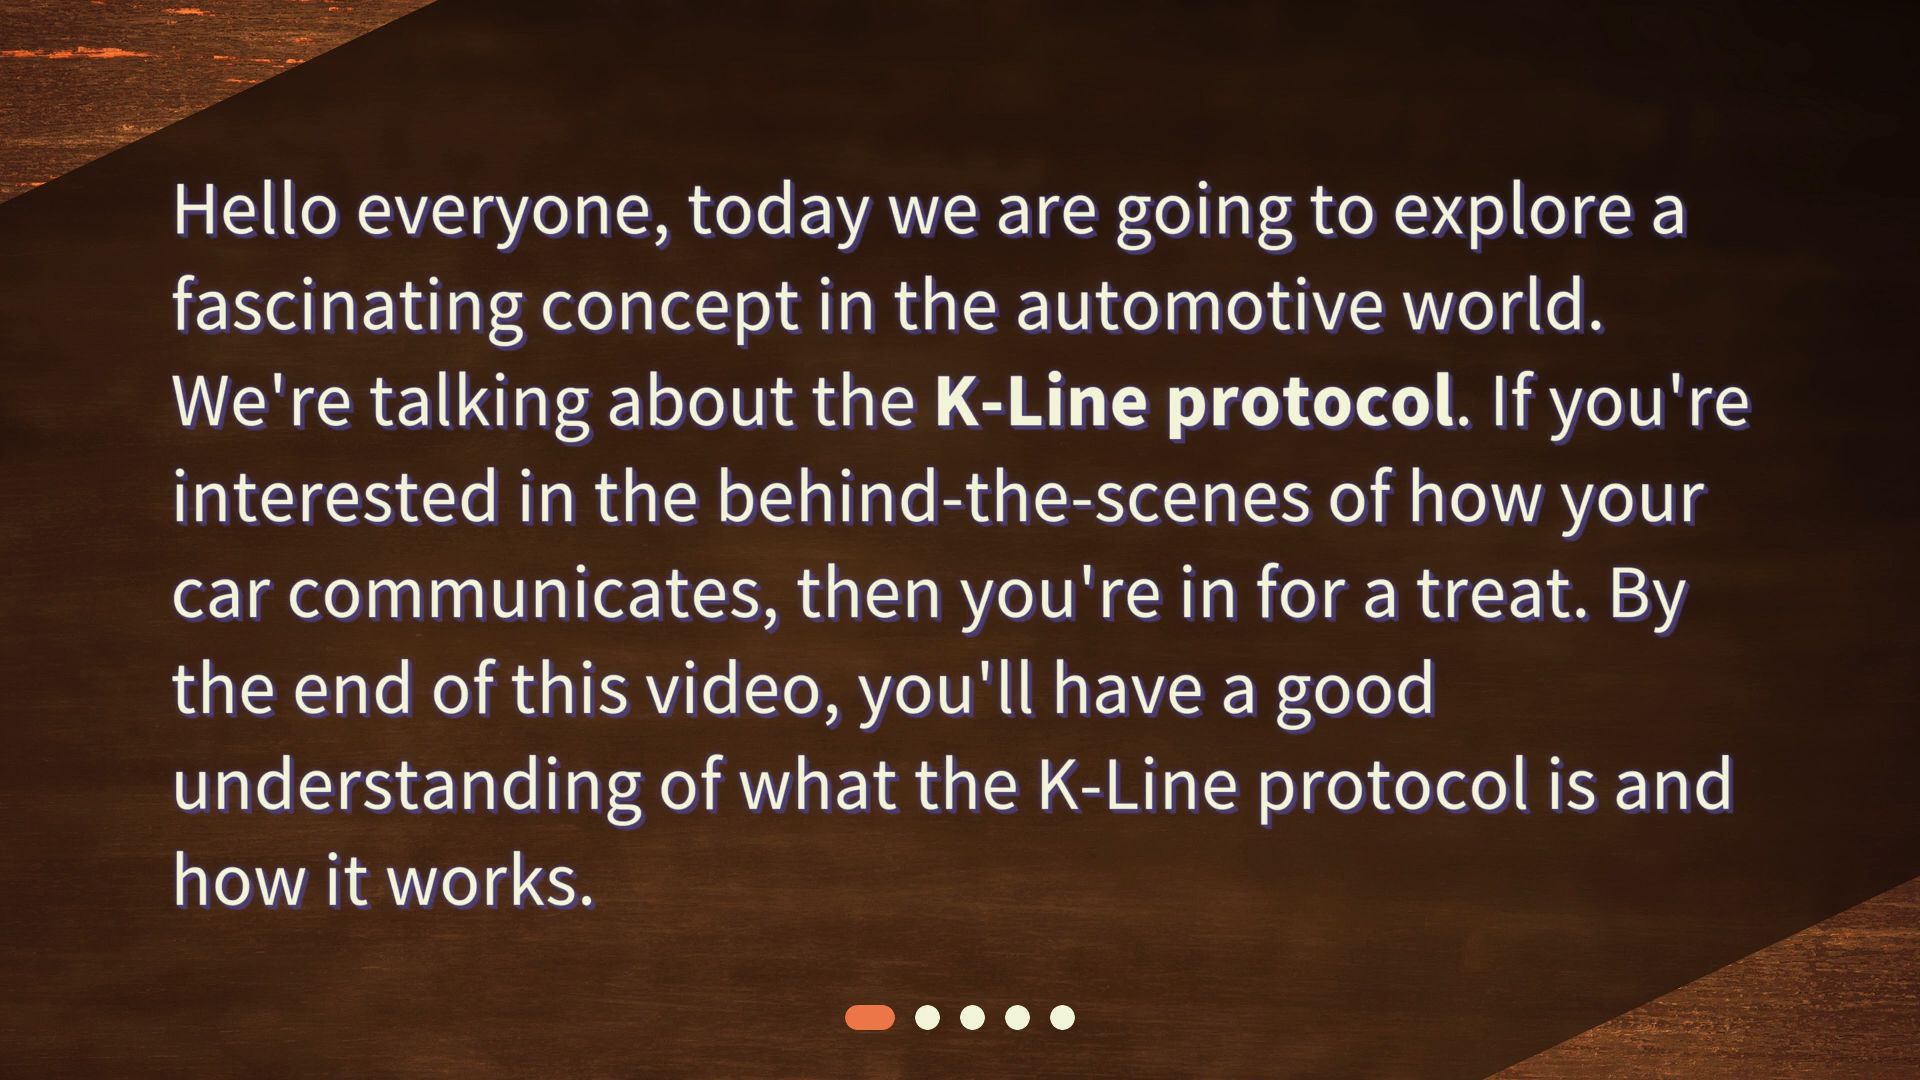 Hello everyone, today we are going to explore a
fascinating concept in the automotive world.
We're talking about the K-Line protocol. If you're
interested in the behind-the-scenes of how your
car communicates, then you're in for a treat. By
the end of this video, you'll have a good
understanding of what the K-Line protocol is and
how it works.